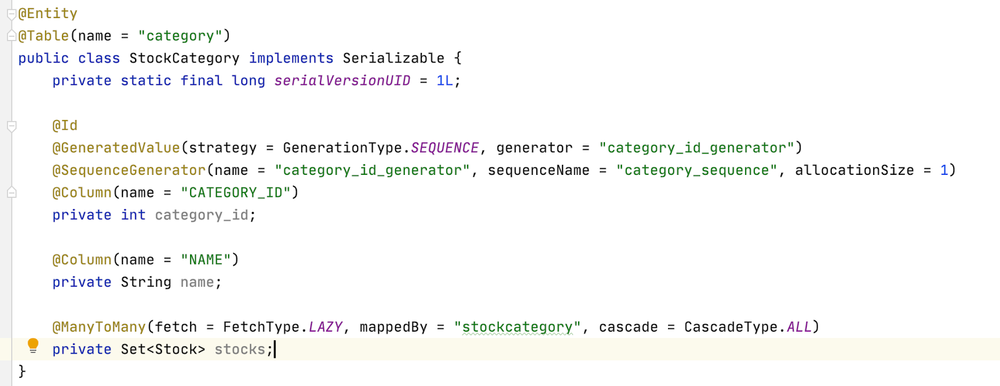 @Entity
@Table(name = "category")
public class StockCategory implements Serializable {
    private static final long serialVersionUID = 1L;

    @Id
    @GeneratedValue(strategy = GenerationType.SEQUENCE, generator = "category_id_generator")
    @SequenceGenerator(name = "category_id_generator", sequenceName = "category_sequence", allocationSize = 1)
    @Column(name = "CATEGORY_ID")
    private int category_id;

    @Column(name = "NAME")
    private String name;

    @ManyToMany(fetch = FetchType.LAZY, mappedBy = "stockcategory", cascade = CascadeType.ALL)
    private Set<Stock> stocks;
}